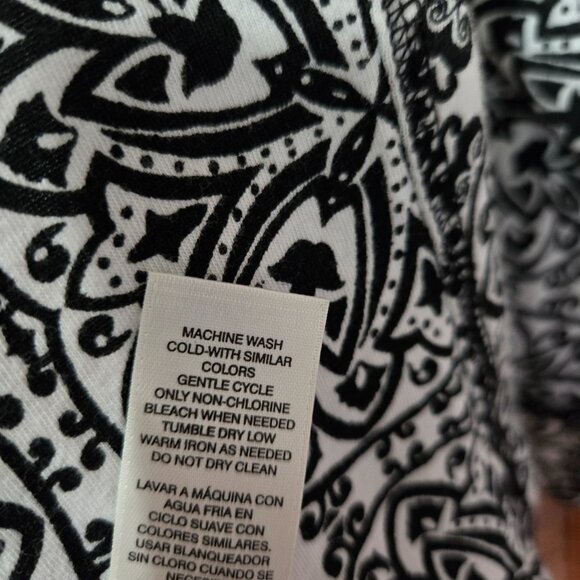 MACHINE WASH
COLD-WITH SIMILAR
COLORS
GENTLE CYCLE
ONLY NON-CHLORINE
BLEACH WHEN NEEDED
TUMBLE DRY LOW
WARM IRON AS NEEDED
DO NOT DRY CLEAN
LAVAR A MÁQUINA CON
AGUA FRIA EN
CICLO SUAVE CON
COLORES SIMILARES.
USAR BLANQUEADOR
SIN CLORO CUANDO SE